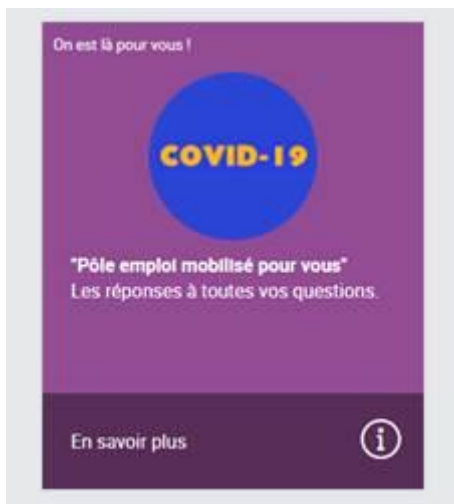 On est là pour vous !
COVID-19
"Pôle emploi mobilisé pour vous"
Les réponses à toutes vos questions.
En savoir plus